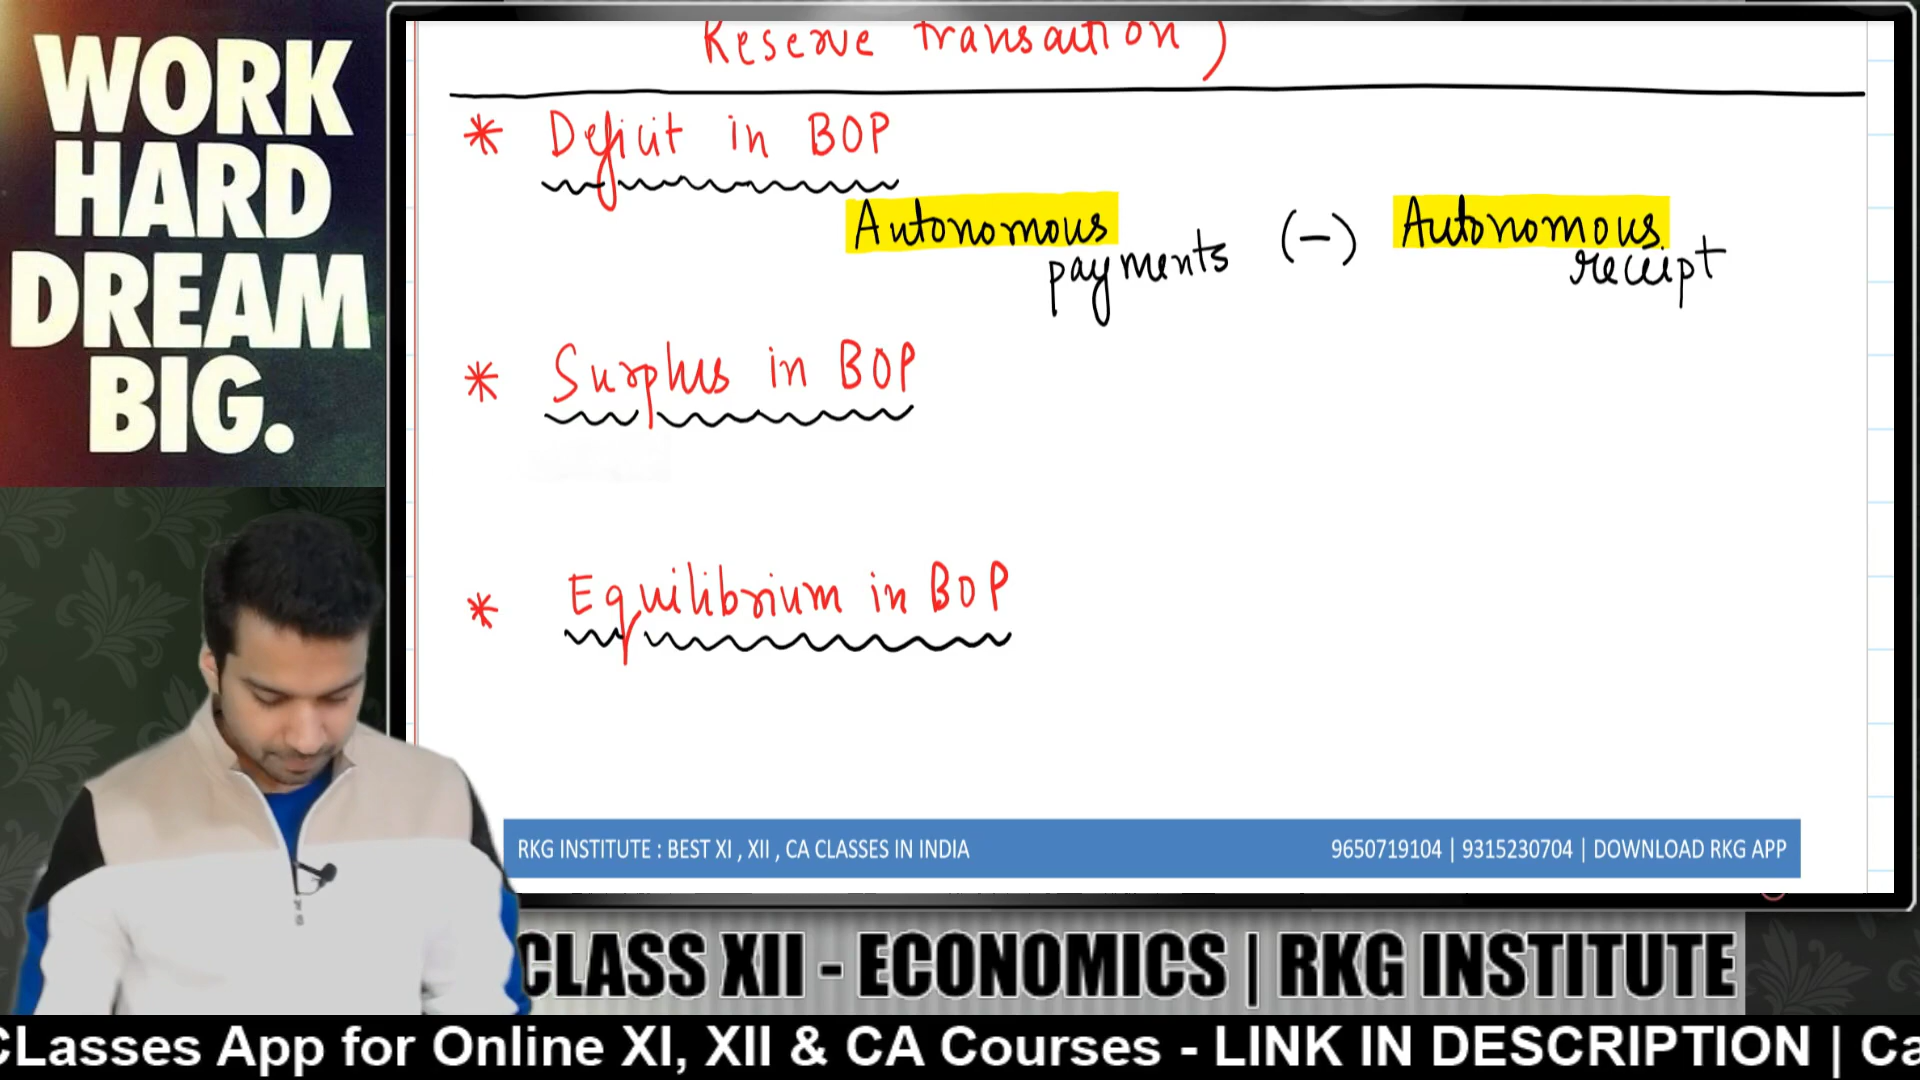 WORK
HARD
DREAM
BIG.
Reserve transaction)
* Deficit in BOP
Autonomous payments (-) Autonomous receipt
* Surplus in BOP
* Equilibrium in BOP
RKG INSTITUTE : BEST XI , XII , CA CLASSES IN INDIA
9650719104 | 9315230704 | DOWNLOAD RKG APP
CLASS XII - ECONOMICS | RKG INSTITUTE
CLasses App for Online XI, XII & CA Courses - LINK IN DESCRIPTION | Ca